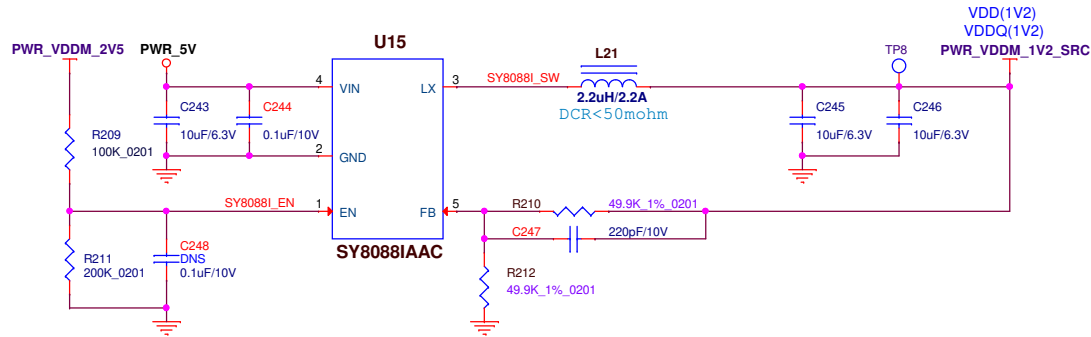 VDD(1V2)
VDDQ(1V2)
PWR_VDDM_2V5
PWR_5V
U15
L21
TP8
PWR_VDDM_1V2_SRC
4
VIN
LX
3
SY8088I_SW
2.2uH/2.2A
DCR<50mohm
C243
10uF/6.3V
C244
0.1uF/10V
C245
10uF/6.3V
C246
10uF/6.3V
R209
100K_0201
2
GND
SY8088I_EN
1
EN
FB
5
R210
49.9K_1%_0201
C247
220pF/10V
SY8088IAAC
R211
200K_0201
C248
DNS
0.1uF/10V
R212
49.9K_1%_0201